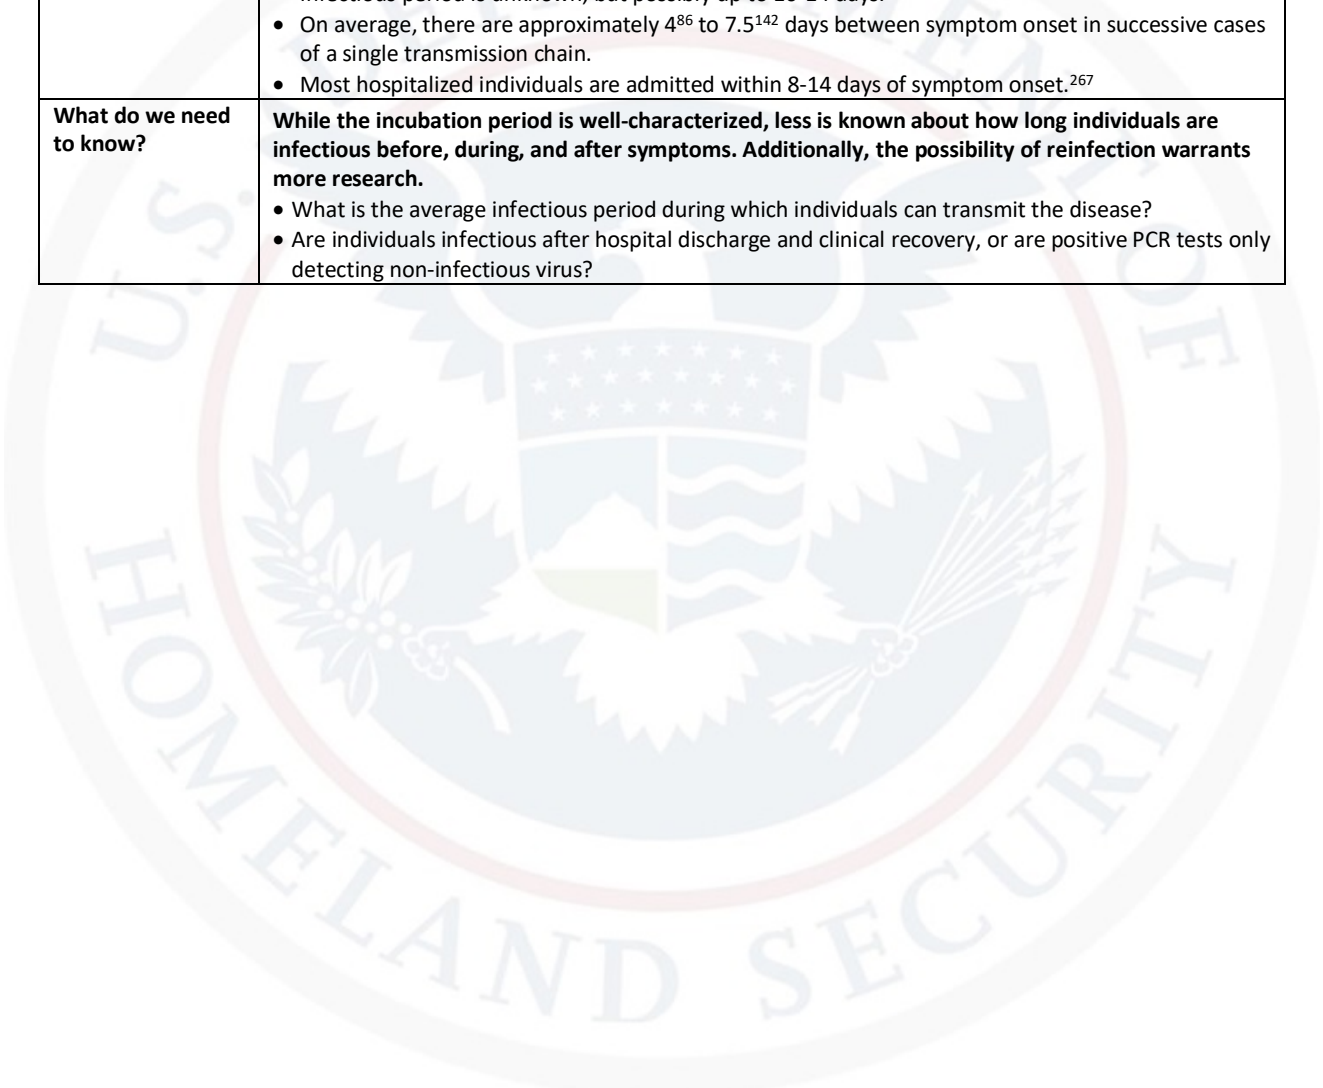 • On average, there are approximately 4⁸⁶ to 7.5¹⁴² days between symptom onset in successive cases
of a single transmission chain.
• Most hospitalized individuals are admitted within 8-14 days of symptom onset.²⁶⁷
What do we need
to know?
While the incubation period is well-characterized, less is known about how long individuals are
infectious before, during, and after symptoms. Additionally, the possibility of reinfection warrants
more research.
• What is the average infectious period during which individuals can transmit the disease?
• Are individuals infectious after hospital discharge and clinical recovery, or are positive PCR tests only
detecting non-infectious virus?
U.S. DEPARTMENT OF
HOMELAND SECURITY